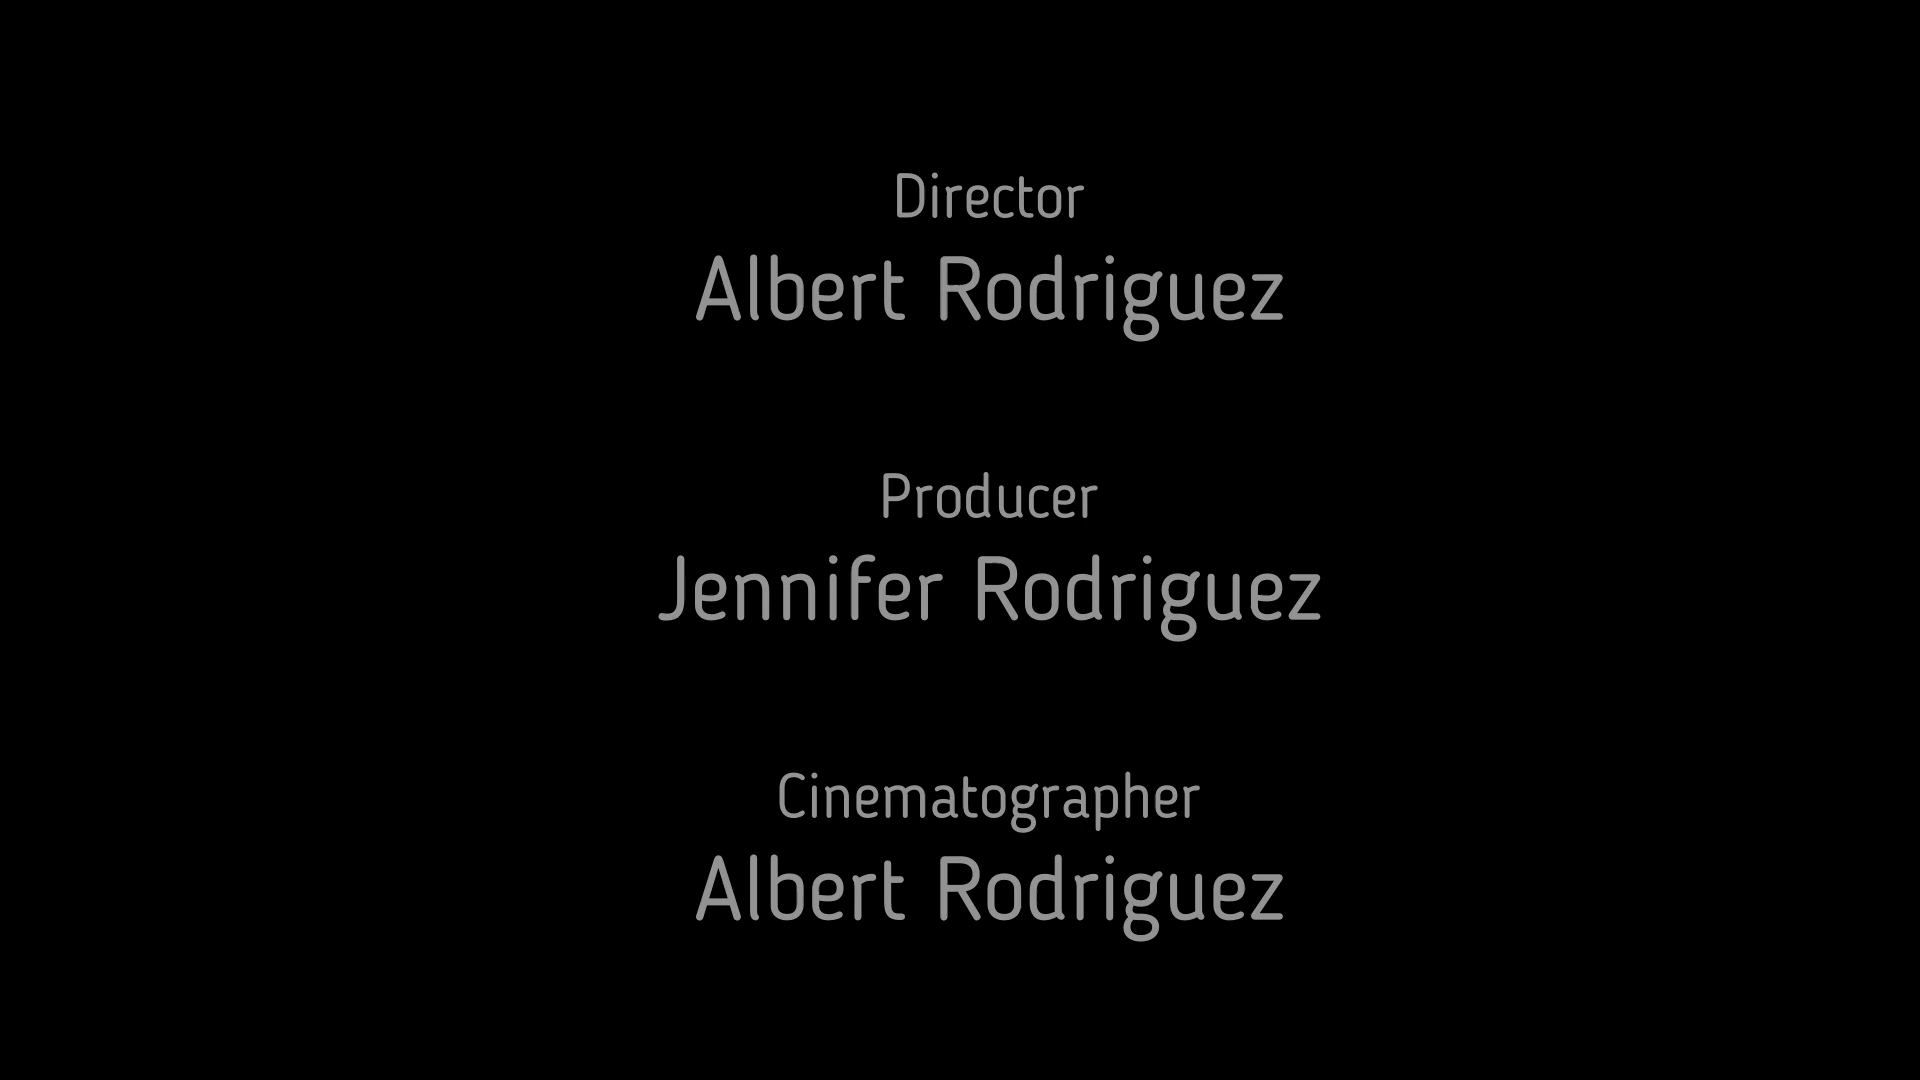 Director
Albert Rodriguez
Producer
Jennifer Rodriguez
Cinematographer
Albert Rodriguez